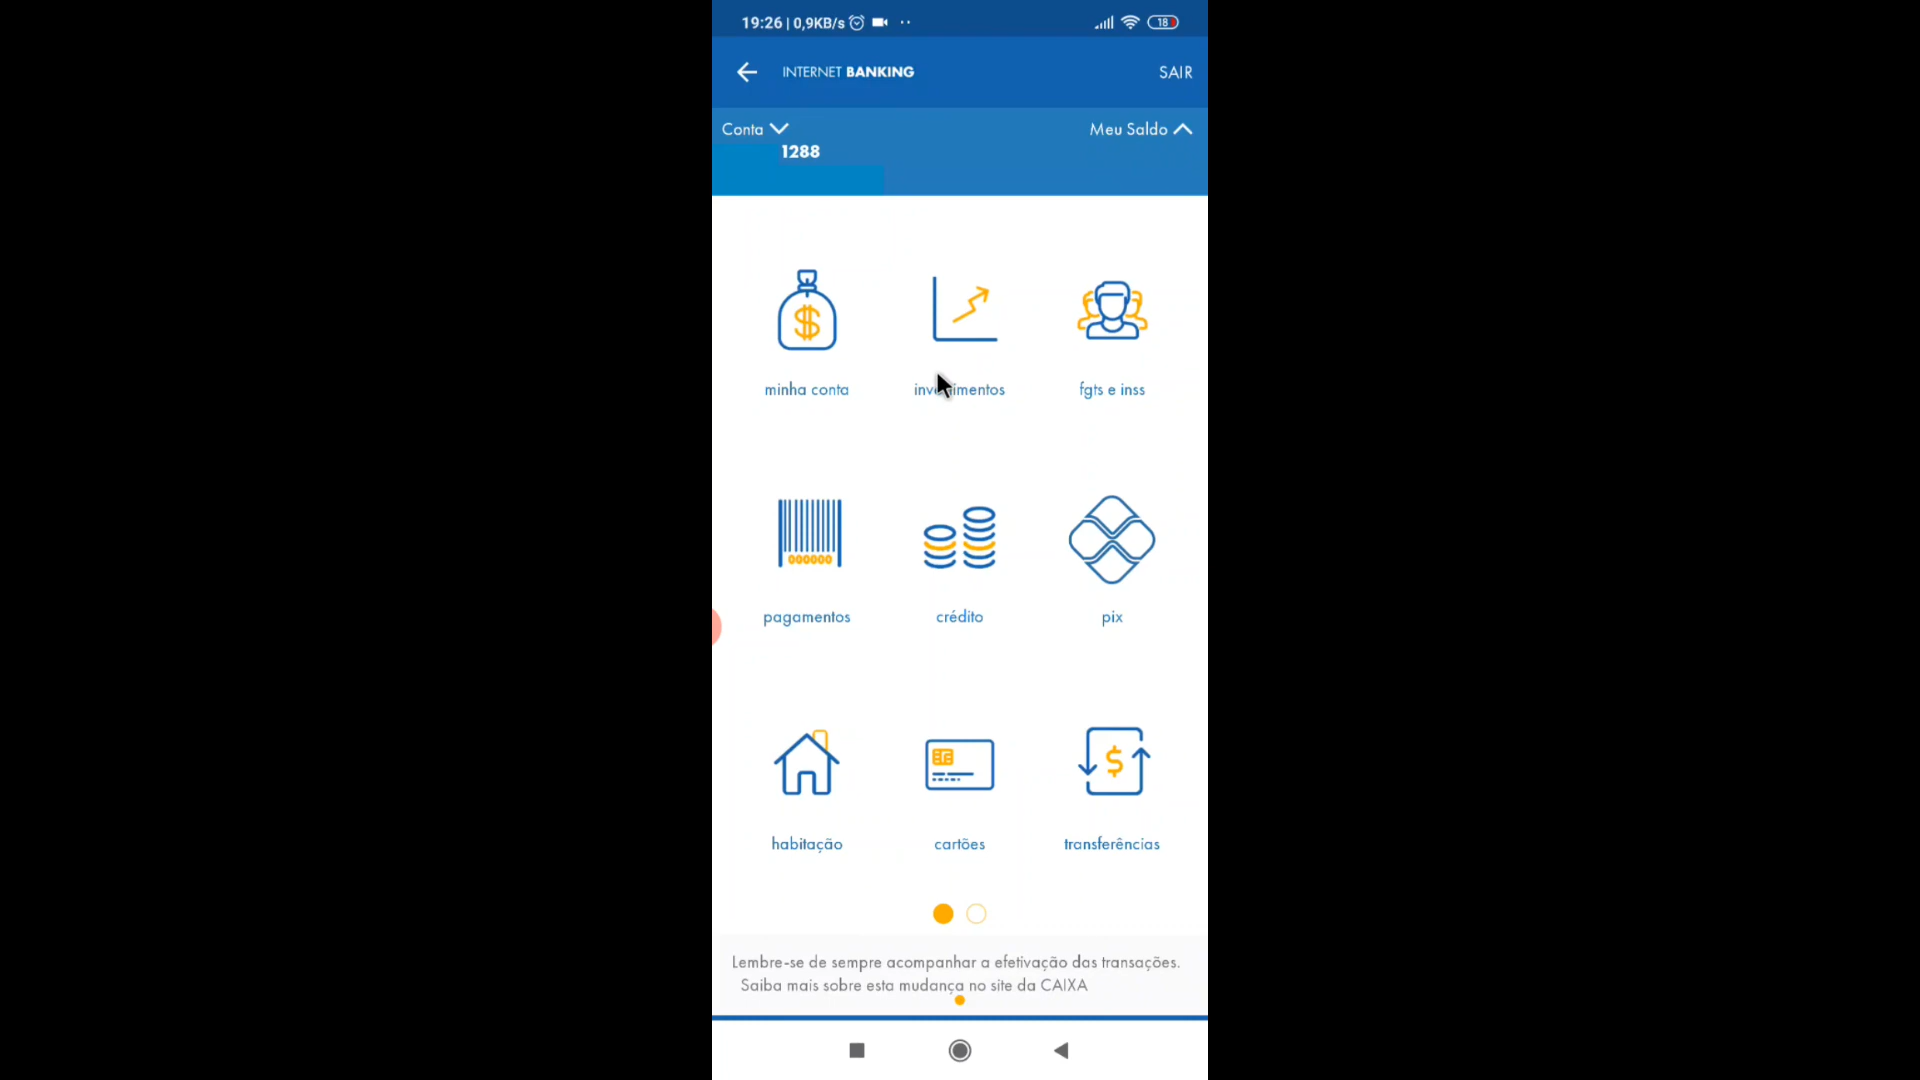 19:26 | 0,9KB/s
18
INTERNET BANKING
SAIR
Conta
Meu Saldo
1288
minha conta
investimentos
fgts e inss
000000
pagamentos
crédito
pix
habitação
cartões
transferências
Lembre-se de sempre acompanhar a efetivação das transações.
Saiba mais sobre esta mudança no site da CAIXA